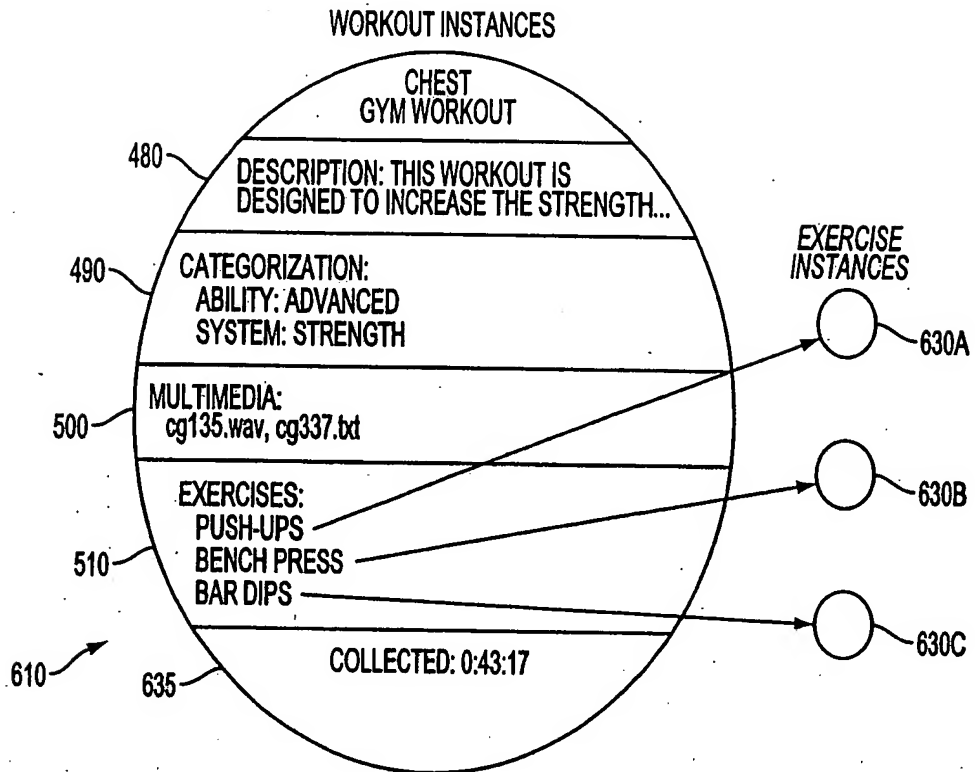 WORKOUT INSTANCES
CHEST
GYM WORKOUT
480
DESCRIPTION: THIS WORKOUT IS
DESIGNED TO INCREASE THE STRENGTH...
490
CATEGORIZATION:
ABILITY: ADVANCED
SYSTEM: STRENGTH
EXERCISE
INSTANCES
630A
500
MULTIMEDIA:
cg135.wav, cg337.txt
630B
510
EXERCISES:
PUSH-UPS
BENCH PRESS
BAR DIPS
630C
610
635
COLLECTED: 0:43:17